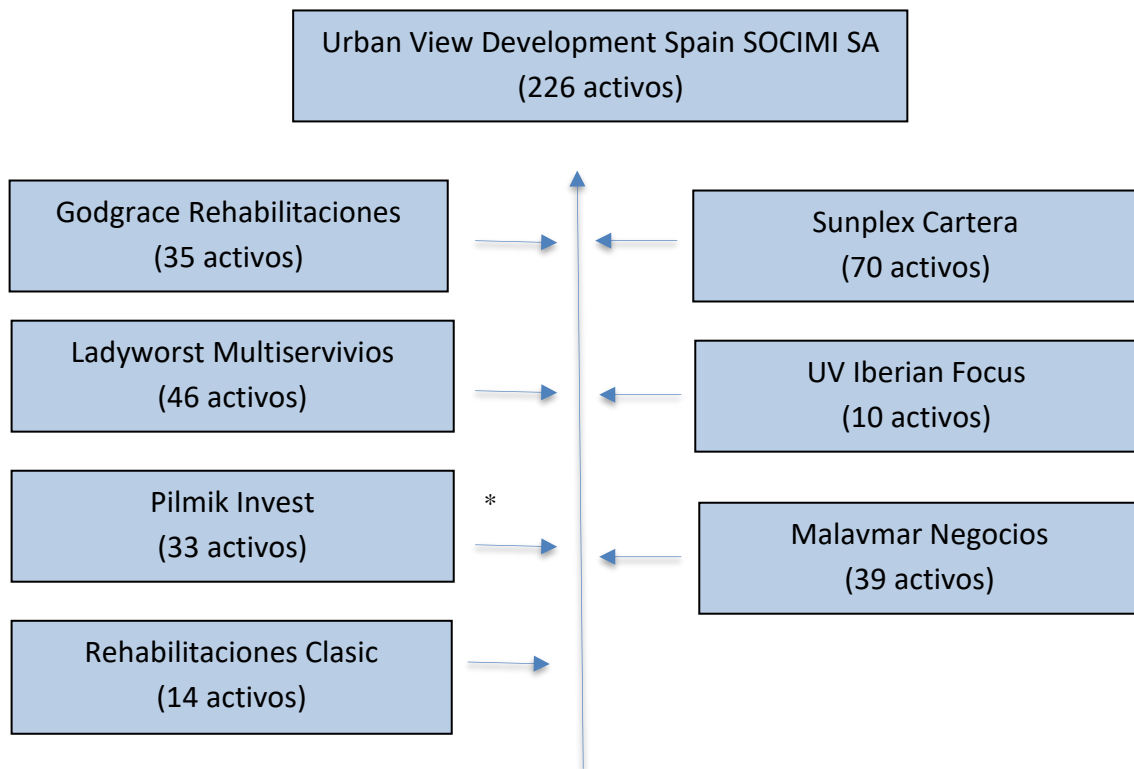 Urban View Development Spain SOCIMI SA
(226 activos)
Godgrace Rehabilitaciones
(35 activos)
Sunplex Cartera
(70 activos)
Ladyworst Multiservivios
(46 activos)
UV Iberian Focus
(10 activos)
Pilmik Invest
(33 activos)
*
Malavmar Negocios
(39 activos)
Rehabilitaciones Clasic
(14 activos)